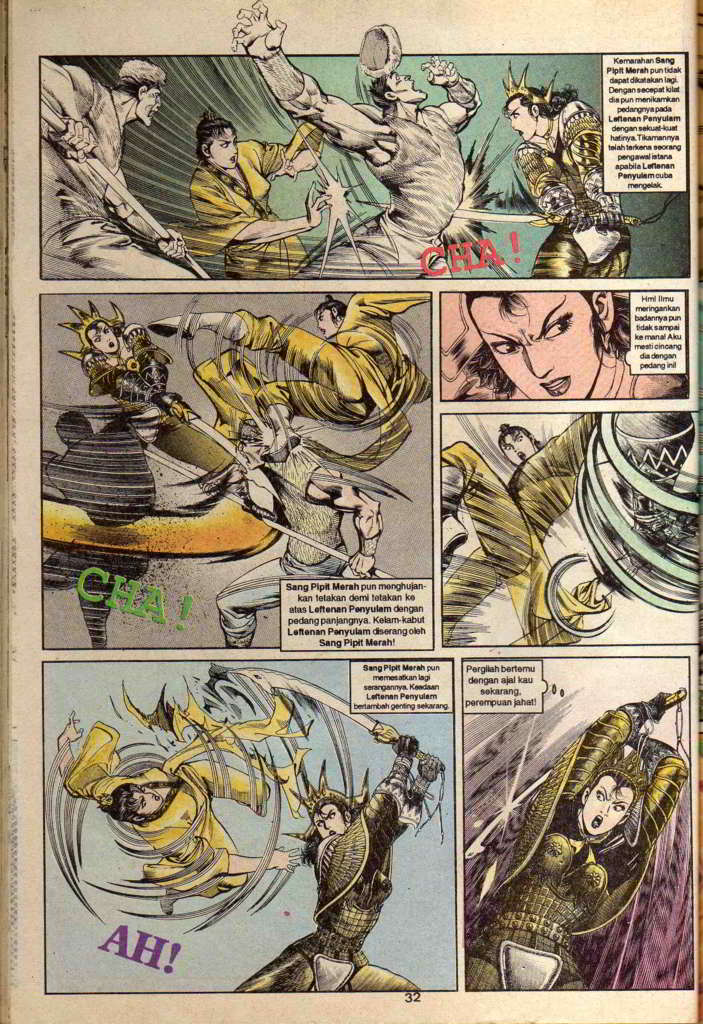 Kemarahan Sang
Pipit Merah pun tidak
dapat dikatakan lagi.
Dengan secepat kilat
dia pun menikamkan
pedangnya pada
Leftenan Penyulam
dengan sekuat-kuat
hatinya. Tikamannya
telah terkena seorang
pengawal istana
apabila Leftenan
Penyulam cuba
mengelak.
CHA!
Hm! Ilmu
meringankan
badannya pun
tidak sampai
ke mana! Aku
mesti cincang
dia dengan
pedang ini!
CHA!
Sang Pipit Merah pun menghujan-
kan tetakan demi tetakan ke
atas Leftenan Penyulam dengan
pedang panjangnya. Kelam-kabut
Leftenan Penyulam diserang oleh
Sang Pipit Merah!
Sang Pipit Merah pun
memesatkan lagi
serangannya. Keadaan
Leftenan Penyulam
bertambah genting sekarang.
AH!
Pergilah bertemu
dengan ajal kau
sekarang,
perempuan jahat!
32